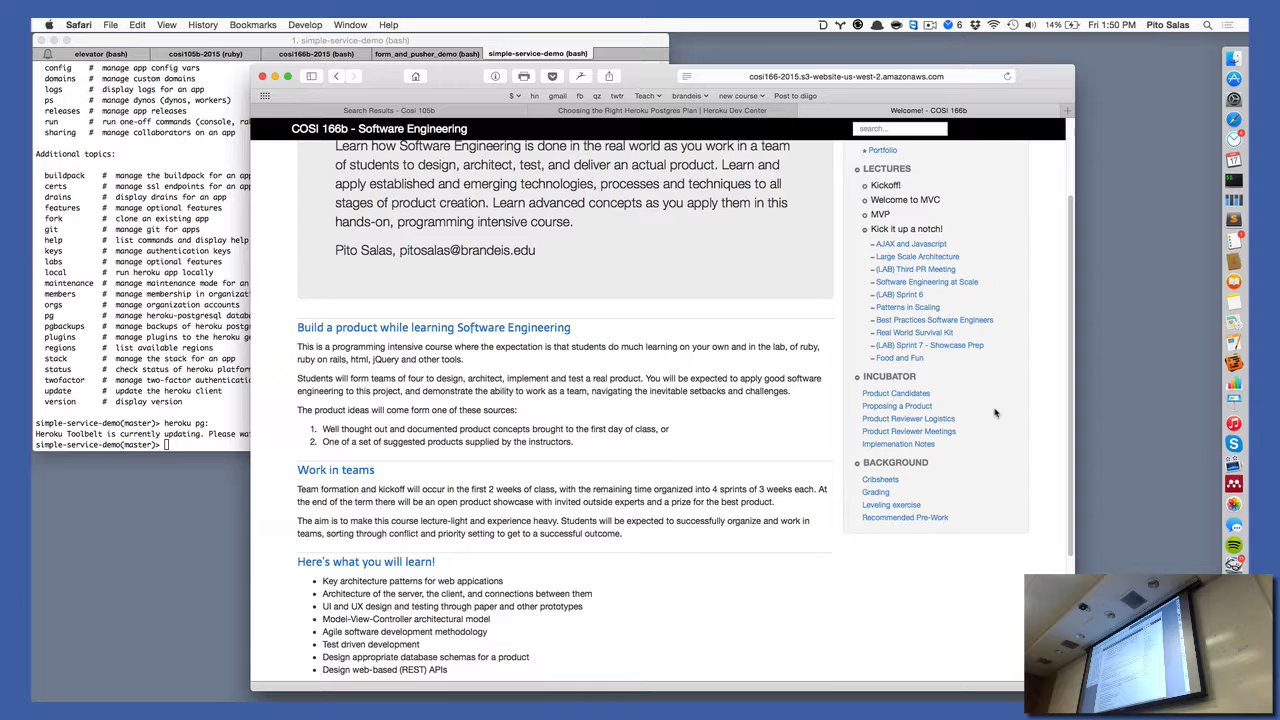 Safari File Edit View History Bookmarks Develop Window Help
6 14% Fri 1:50 PM Pito Salas
1. simple-service-demo (bash)
elevator (bash) cosi105b-2015 (ruby) cosi166b-2015 (bash) form_and_pusher_demo (bash) simple-service-demo (bash)
config # manage app config vars
domains # manage custom domains
logs # display logs for an app
ps # manage dynos (dynos, workers)
releases # manage app releases
run # run one-off commands (console, ra
sharing # manage collaborators on an app
Additional topics:
buildpack # manage the buildpack for an ap
certs # manage ssl endpoints for an ap
drains # display drains for an app
features # manage optional features
fork # clone an existing app
git # manage git for apps
help # list commands and display help
keys # manage authentication keys
labs # manage optional features
local # run heroku app locally
maintenance # manage maintenance mode for an
members # manage membership in organizat
orgs # manage organization accounts
pg # manage heroku-postgresql databa
pgbackups # manage backups of heroku postgr
plugins # manage plugins to the heroku ge
regions # list available regions
stack # manage the stack for an app
status # check status of heroku platfor
twofactor # manage two-factor authenticati
update # update the heroku client
version # display version
simple-service-demo(master)> heroku pg:
Heroku Toolbelt is currently updating. Please wa
simple-service-demo(master)>
cosi166-2015.s3-website-us-west-2.amazonaws.com
$ hn gmail fb qz twtr Teach brandeis new course Post to diigo
Search Results - Cosi 105b Choosing the Right Heroku Postgres Plan | Heroku Dev Center Welcome! - COSI 166b
COSI 166b - Software Engineering
search...
Learn how Software Engineering is done in the real world as you work in a team
of students to design, architect, test, and deliver an actual product. Learn and
apply established and emerging technologies, processes and techniques to all
stages of product creation. Learn advanced concepts as you apply them in this
hands-on, programming intensive course.
Pito Salas, pitosalas@brandeis.edu
Build a product while learning Software Engineering
This is a programming intensive course where the expectation is that students do much learning on your own and in the lab, of ruby,
ruby on rails, html, jQuery and other tools.
Students will form teams of four to design, architect, implement and test a real product. You will be expected to apply good software
engineering to this project, and demonstrate the ability to work as a team, navigating the inevitable setbacks and challenges.
The product ideas will come form one of these sources:
1. Well thought out and documented product concepts brought to the first day of class, or
2. One of a set of suggested products supplied by the instructors.
Work in teams
Team formation and kickoff will occur in the first 2 weeks of class, with the remaining time organized into 4 sprints of 3 weeks each. At
the end of the term there will be an open product showcase with invited outside experts and a prize for the best product.
The aim is to make this course lecture-light and experience heavy. Students will be expected to successfully organize and work in
teams, sorting through conflict and priority setting to get to a successful outcome.
Here's what you will learn!
Key architecture patterns for web appications
Architecture of the server, the client, and connections between them
UI and UX design and testing through paper and other prototypes
Model-View-Controller architectural model
Agile software development methodology
Test driven development
Design appropriate database schemas for a product
Design web-based (REST) APIs
Portfolio
LECTURES
Kickoff!
Welcome to MVC
MVP
Kick it up a notch!
AJAX and Javascript
Large Scale Architecture
(LAB) Third PR Meeting
Software Engineering at Scale
(LAB) Sprint 6
Patterns in Scaling
Best Practices Software Engineers
Real World Survival Kit
(LAB) Sprint 7 - Showcase Prep
Food and Fun
INCUBATOR
Product Candidates
Proposing a Product
Product Reviewer Logistics
Product Reviewer Meetings
Implemenation Notes
BACKGROUND
Cribsheets
Grading
Leveling exercise
Recommended Pre-Work